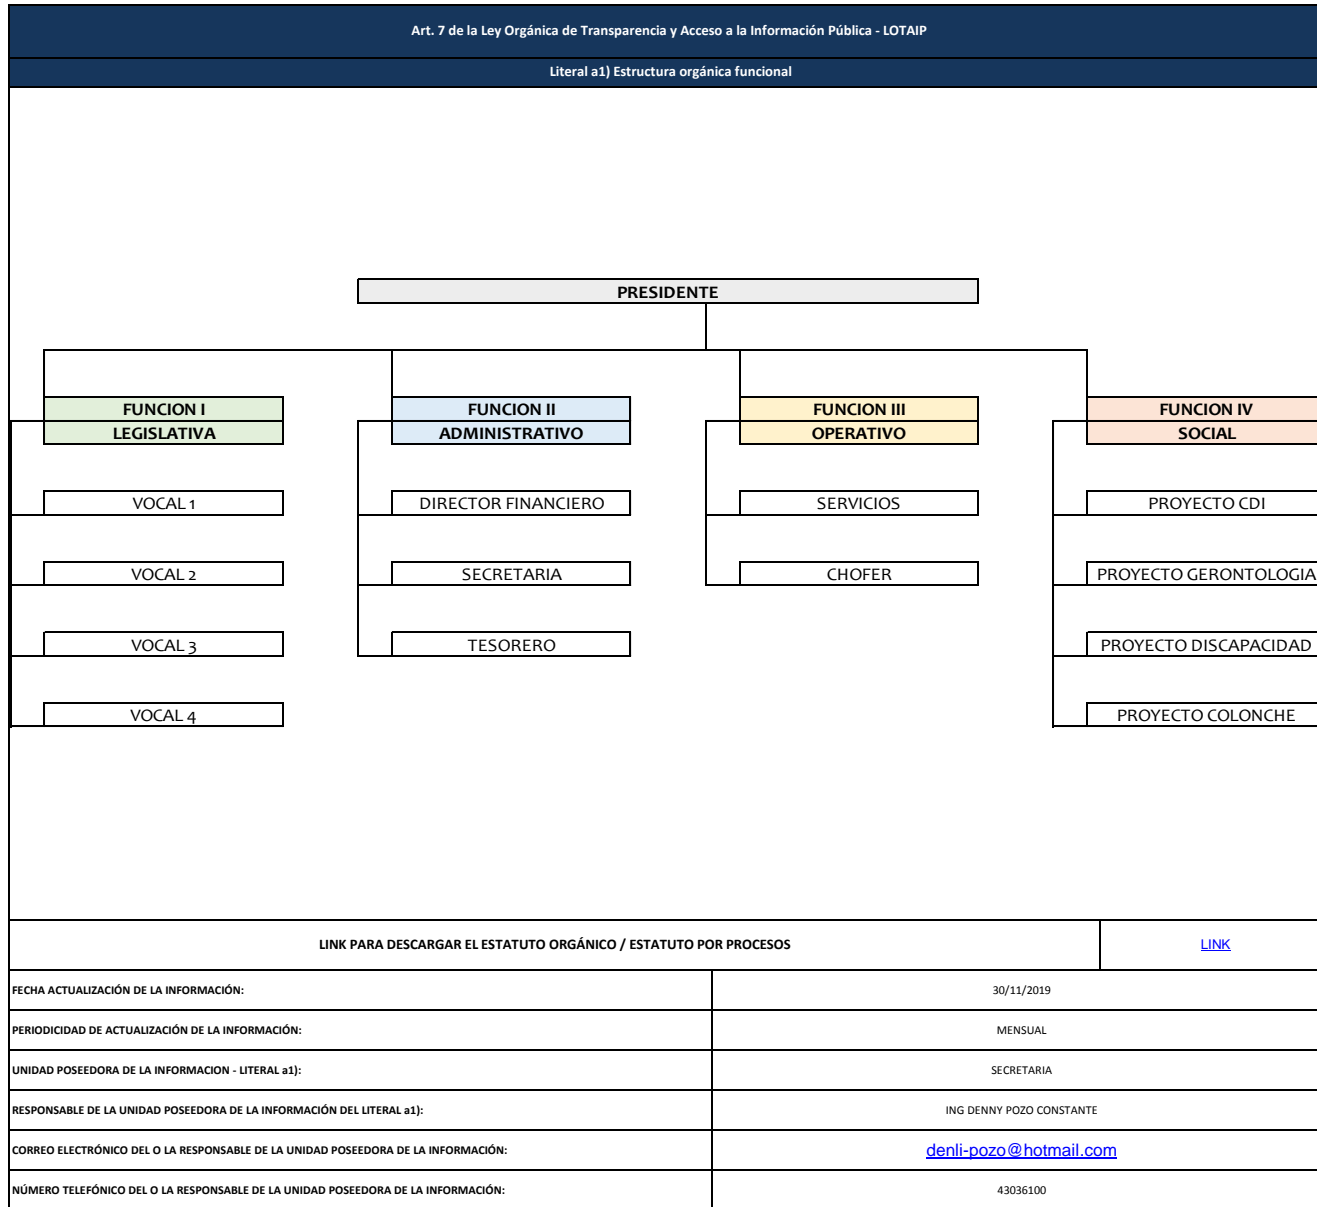 Art. 7 de la Ley Orgánica de Transparencia y Acceso a la Información Pública - LOTAIP
Literal a1) Estructura orgánica funcional
PRESIDENTE
FUNCION I
LEGISLATIVA
VOCAL 1
VOCAL 2
VOCAL 3
VOCAL 4
FUNCION II
ADMINISTRATIVO
DIRECTOR FINANCIERO
SECRETARIA
TESORERO
FUNCION III
OPERATIVO
SERVICIOS
CHOFER
FUNCION IV
SOCIAL
PROYECTO CDI
PROYECTO GERONTOLOGIA
PROYECTO DISCAPACIDAD
PROYECTO COLONCHE
LINK PARA DESCARGAR EL ESTATUTO ORGÁNICO / ESTATUTO POR PROCESOS
LINK
FECHA ACTUALIZACIÓN DE LA INFORMACIÓN:
30/11/2019
PERIODICIDAD DE ACTUALIZACIÓN DE LA INFORMACIÓN:
MENSUAL
UNIDAD POSEEDORA DE LA INFORMACION - LITERAL a1):
SECRETARIA
RESPONSABLE DE LA UNIDAD POSEEDORA DE LA INFORMACIÓN DEL LITERAL a1):
ING DENNY POZO CONSTANTE
CORREO ELECTRÓNICO DEL O LA RESPONSABLE DE LA UNIDAD POSEEDORA DE LA INFORMACIÓN:
denli-pozo@hotmail.com
NÚMERO TELEFÓNICO DEL O LA RESPONSABLE DE LA UNIDAD POSEEDORA DE LA INFORMACIÓN:
43036100